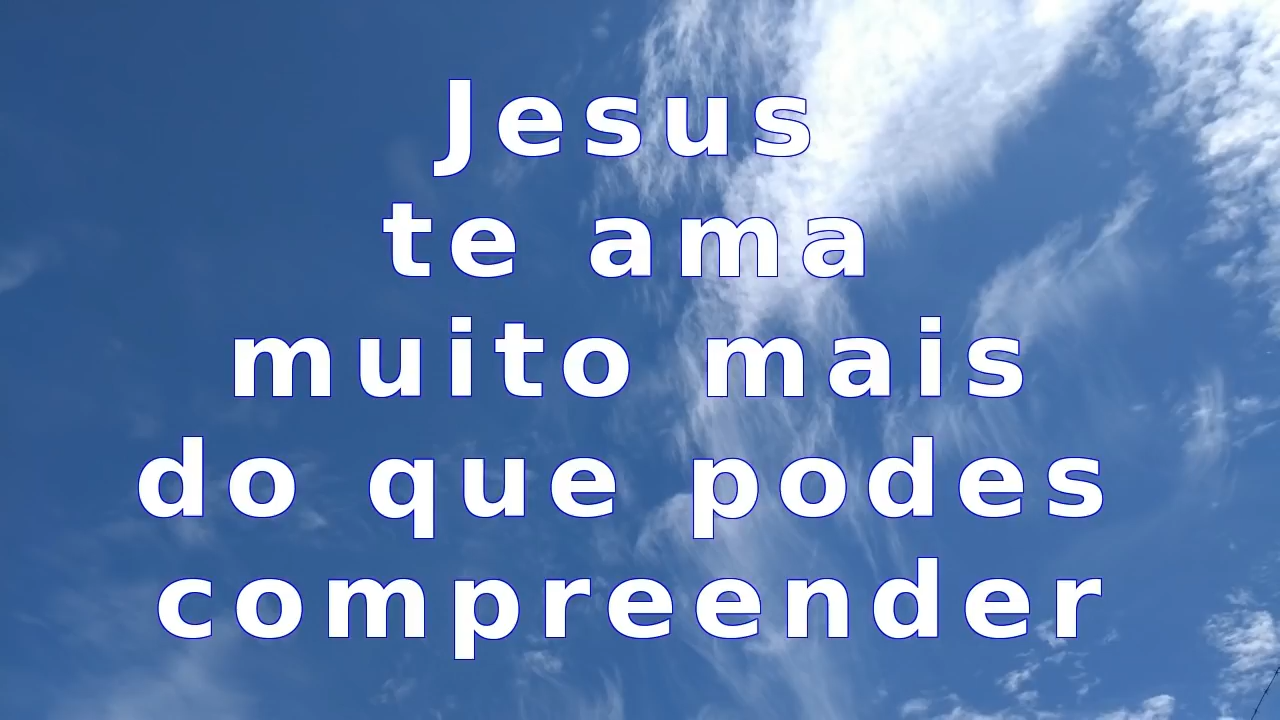 Jesus
te ama
muito mais
do que podes
compreender